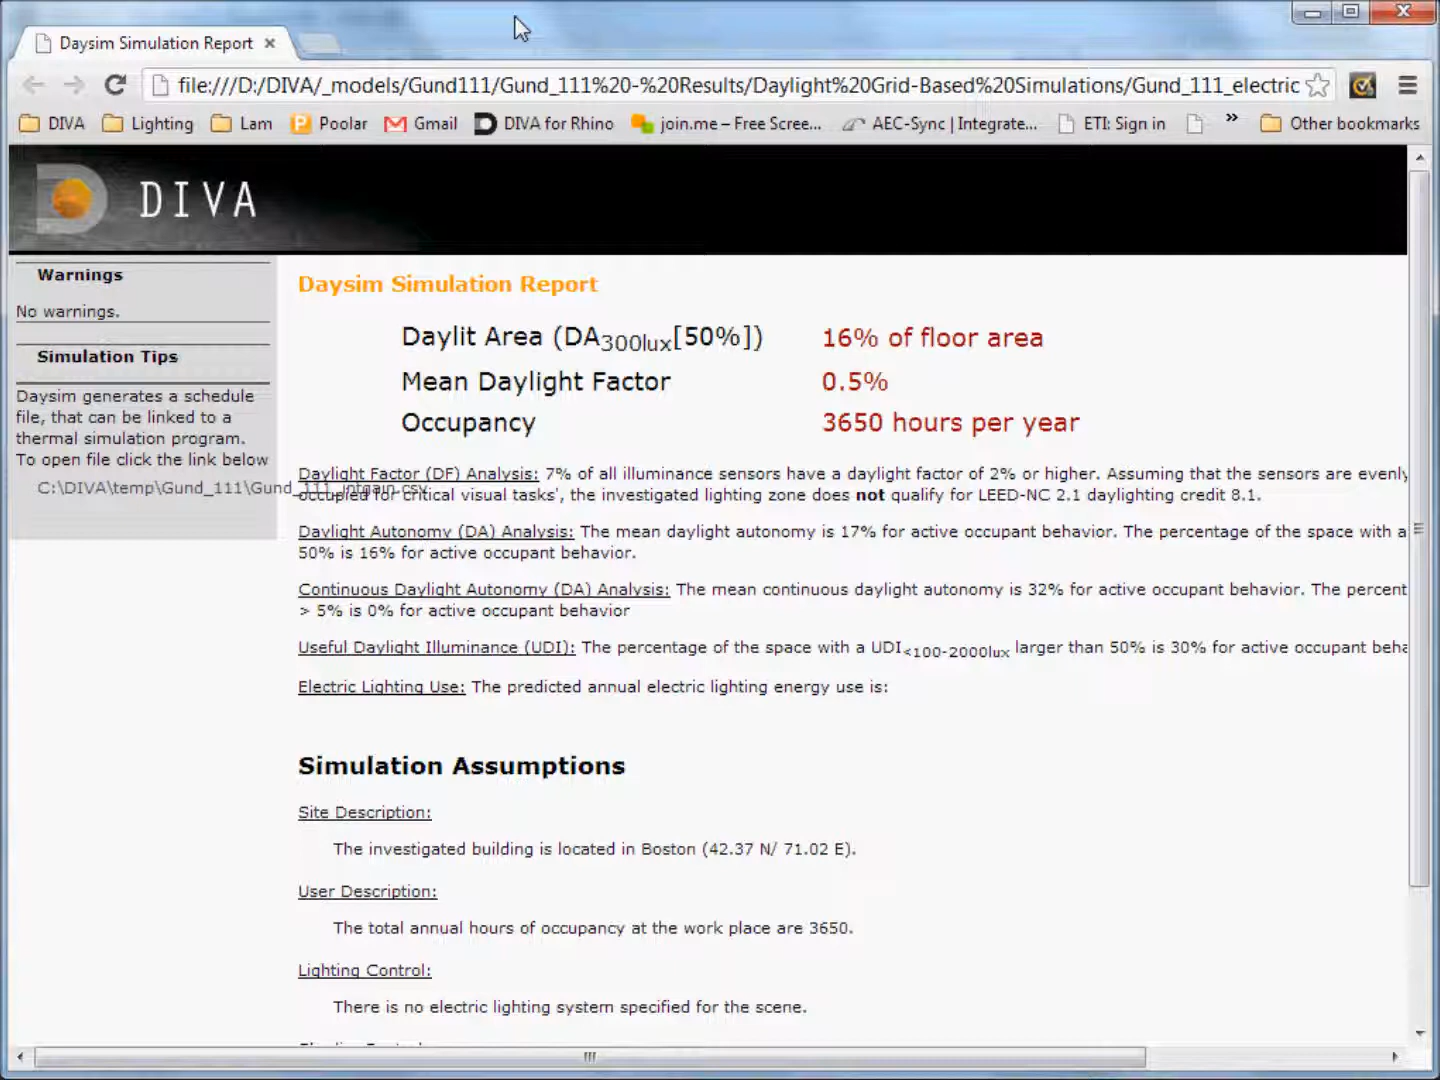 Daysim Simulation Report
file:///D:/DIVA/_models/Gund111/Gund_111%20-%20Results/Daylight%20Grid-Based%20Simulations/Gund_111_electric
DIVA Lighting Lam Poolar Gmail DIVA for Rhino join.me – Free Scree... AEC-Sync | Integrate... ETI: Sign in » Other bookmarks
DIVA
Warnings
No warnings.
Simulation Tips
Daysim generates a schedule
file, that can be linked to a
thermal simulation program.
To open file click the link below
C:\DIVA\temp\Gund_111\Gund_111_intgain.csv
Daysim Simulation Report
Daylit Area (DA300lux[50%]) 16% of floor area
Mean Daylight Factor 0.5%
Occupancy 3650 hours per year
Daylight Factor (DF) Analysis: 7% of all illuminance sensors have a daylight factor of 2% or higher. Assuming that the sensors are evenly
occupied for critical visual tasks', the investigated lighting zone does not qualify for LEED-NC 2.1 daylighting credit 8.1.
Daylight Autonomy (DA) Analysis: The mean daylight autonomy is 17% for active occupant behavior. The percentage of the space with a
50% is 16% for active occupant behavior.
Continuous Daylight Autonomy (DA) Analysis: The mean continuous daylight autonomy is 32% for active occupant behavior. The percent
> 5% is 0% for active occupant behavior
Useful Daylight Illuminance (UDI): The percentage of the space with a UDI<100-2000lux larger than 50% is 30% for active occupant beha
Electric Lighting Use: The predicted annual electric lighting energy use is:
Simulation Assumptions
Site Description:
The investigated building is located in Boston (42.37 N/ 71.02 E).
User Description:
The total annual hours of occupancy at the work place are 3650.
Lighting Control:
There is no electric lighting system specified for the scene.